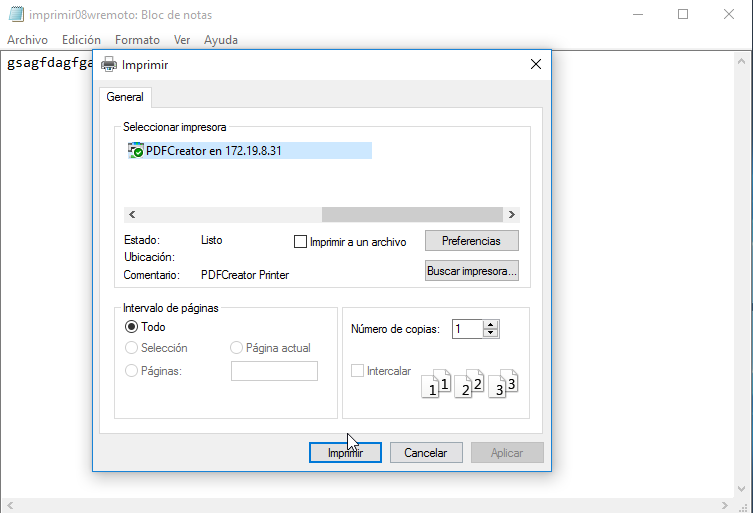 imprimir08wremoto: Bloc de notas
Archivo Edición Formato Ver Ayuda
gsagfdagfga
Imprimir
General
Seleccionar impresora
PDFCreator en 172.19.8.31
Estado: Listo
Imprimir a un archivo
Preferencias
Ubicación:
Comentario: PDFCreator Printer
Buscar impresora...
Intervalo de páginas
Todo
Selección Página actual
Páginas:
Número de copias: 1
Intercalar
1 1 2 2 3 3
Imprimir Cancelar Aplicar